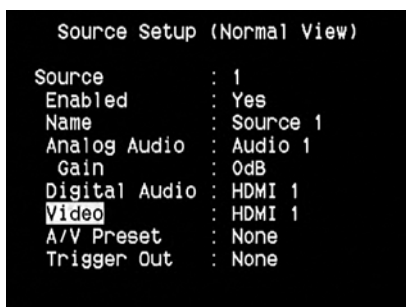 Source Setup (Normal View)
Source : 1
Enabled : Yes
Name : Source 1
Analog Audio : Audio 1
Gain : 0dB
Digital Audio : HDMI 1
Video : HDMI 1
A/V Preset : None
Trigger Out : None